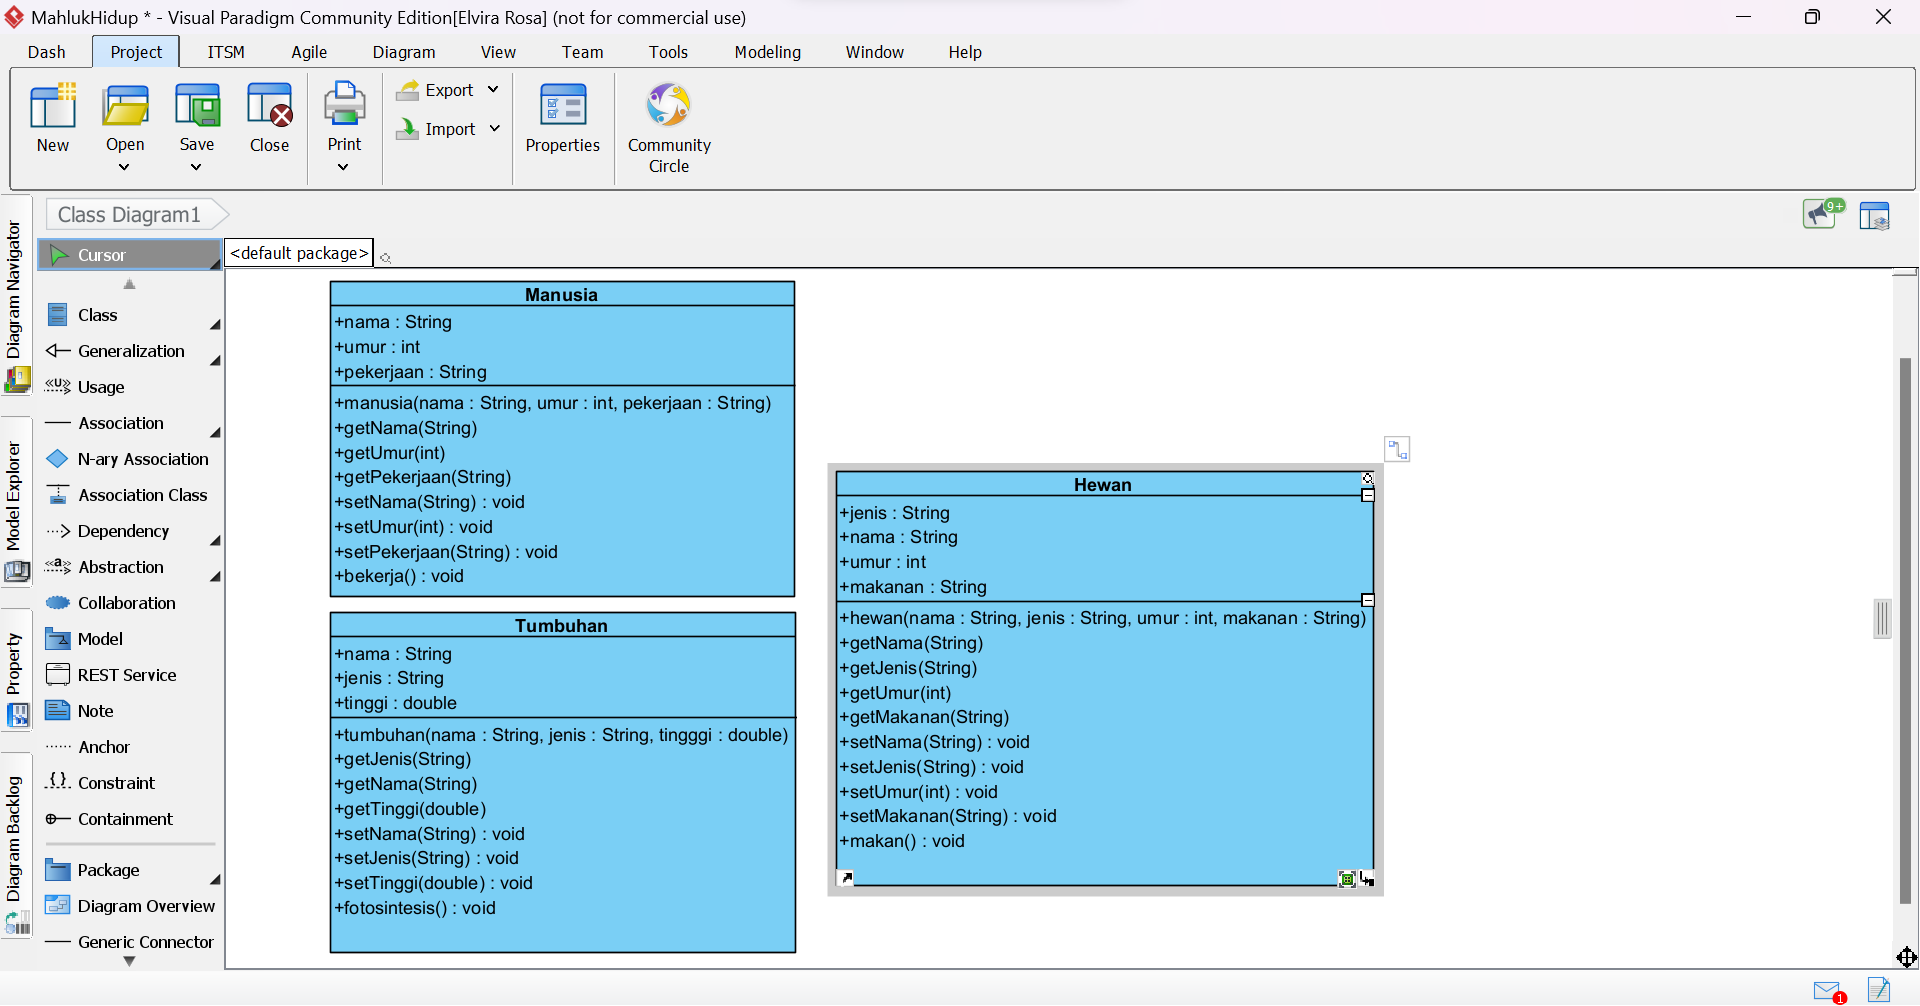 MahlukHidup * - Visual Paradigm Community Edition[Elvira Rosa] (not for commercial use)
Dash Project ITSM Agile Diagram View Team Tools Modeling Window Help
New Open Save Close Print Export Import Properties Community Circle
Class Diagram1
9+
Diagram Navigator
Model Explorer
Property
Diagram Backlog
Cursor
Class
Generalization
«U» Usage
Association
N-ary Association
Association Class
Dependency
«a» Abstraction
Collaboration
Model
REST Service
Note
Anchor
{} Constraint
Containment
Package
Diagram Overview
Generic Connector
<default package>
Manusia
+nama : String
+umur : int
+pekerjaan : String
+manusia(nama : String, umur : int, pekerjaan : String)
+getNama(String)
+getUmur(int)
+getPekerjaan(String)
+setNama(String) : void
+setUmur(int) : void
+setPekerjaan(String) : void
+bekerja() : void
Tumbuhan
+nama : String
+jenis : String
+tinggi : double
+tumbuhan(nama : String, jenis : String, tingggi : double)
+getJenis(String)
+getNama(String)
+getTinggi(double)
+setNama(String) : void
+setJenis(String) : void
+setTinggi(double) : void
+fotosintesis() : void
Hewan
+jenis : String
+nama : String
+umur : int
+makanan : String
+hewan(nama : String, jenis : String, umur : int, makanan : String)
+getNama(String)
+getJenis(String)
+getUmur(int)
+getMakanan(String)
+setNama(String) : void
+setJenis(String) : void
+setUmur(int) : void
+setMakanan(String) : void
+makan() : void
1